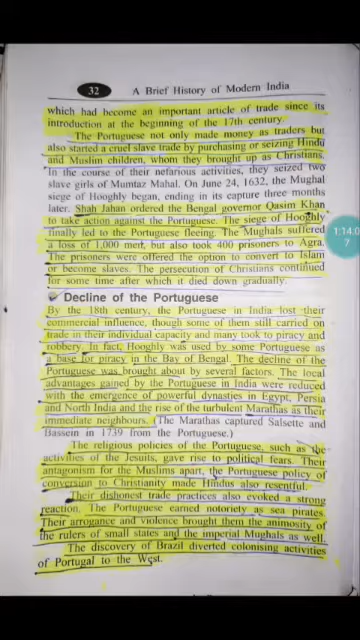 32 A Brief History of Modern India
which had become an important article of trade since its
introduction at the beginning of the 17th century.
The Portuguese not only made money as traders but
also started a cruel slave trade by purchasing or seizing Hindu
and Muslim children, whom they brought up as Christians.
In the course of their nefarious activities, they seized two
slave girls of Mumtaz Mahal. On June 24, 1632, the Mughal
siege of Hooghly began, ending in its capture three months
later. Shah Jahan ordered the Bengal governor Qasim Khan
to take action against the Portuguese. The siege of Hooghly
finally led to the Portuguese fleeing. The Mughals suffered
a loss of 1,000 men, but also took 400 prisoners to Agra.
The prisoners were offered the option to convert to Islam
or become slaves. The persecution of Christians continued
for some time after which it died down gradually.
1:14:0
7
Decline of the Portuguese
By the 18th century, the Portuguese in India lost their
commercial influence, though some of them still carried on
trade in their individual capacity and many took to piracy and
robbery. In fact, Hooghly was used by some Portuguese as
a base for piracy in the Bay of Bengal. The decline of the
Portuguese was brought about by several factors. The local
advantages gained by the Portuguese in India were reduced
with the emergence of powerful dynasties in Egypt, Persia
and North India and the rise of the turbulent Marathas as their
immediate neighbours. (The Marathas captured Salsette and
Bassein in 1739 from the Portuguese.)
The religious policies of the Portuguese, such as the
activities of the Jesuits, gave rise to political fears. Their
antagonism for the Muslims apart, the Portuguese policy of
conversion to Christianity made Hindus also resentful.
Their dishonest trade practices also evoked a strong
reaction. The Portuguese earned notoriety as sea pirates.
Their arrogance and violence brought them the animosity of
the rulers of small states and the imperial Mughals as well.
The discovery of Brazil diverted colonising activities
of Portugal to the West.